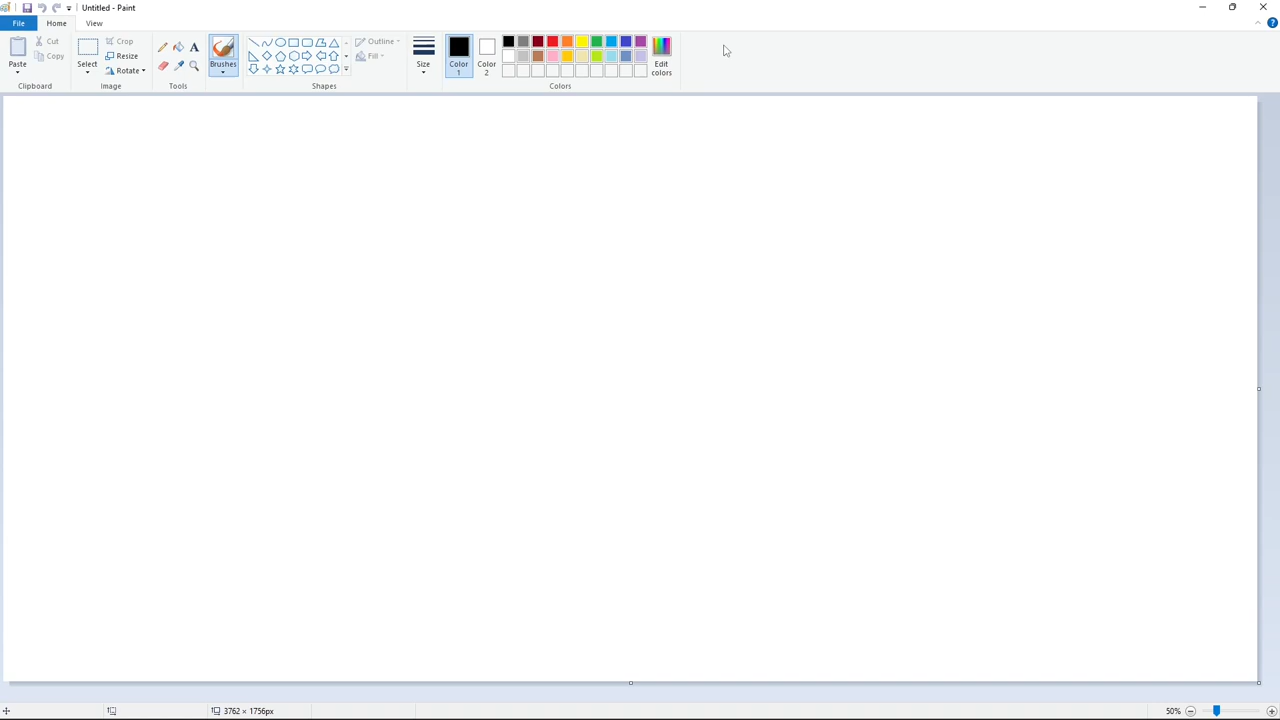 Untitled - Paint
File Home View
Paste Cut Copy
Select Crop Resize Rotate
Brushes
Outline
Fill
Size
Color 1
Color 2
Edit colors
Clipboard Image Tools Shapes Colors
3762 × 1756px
50%